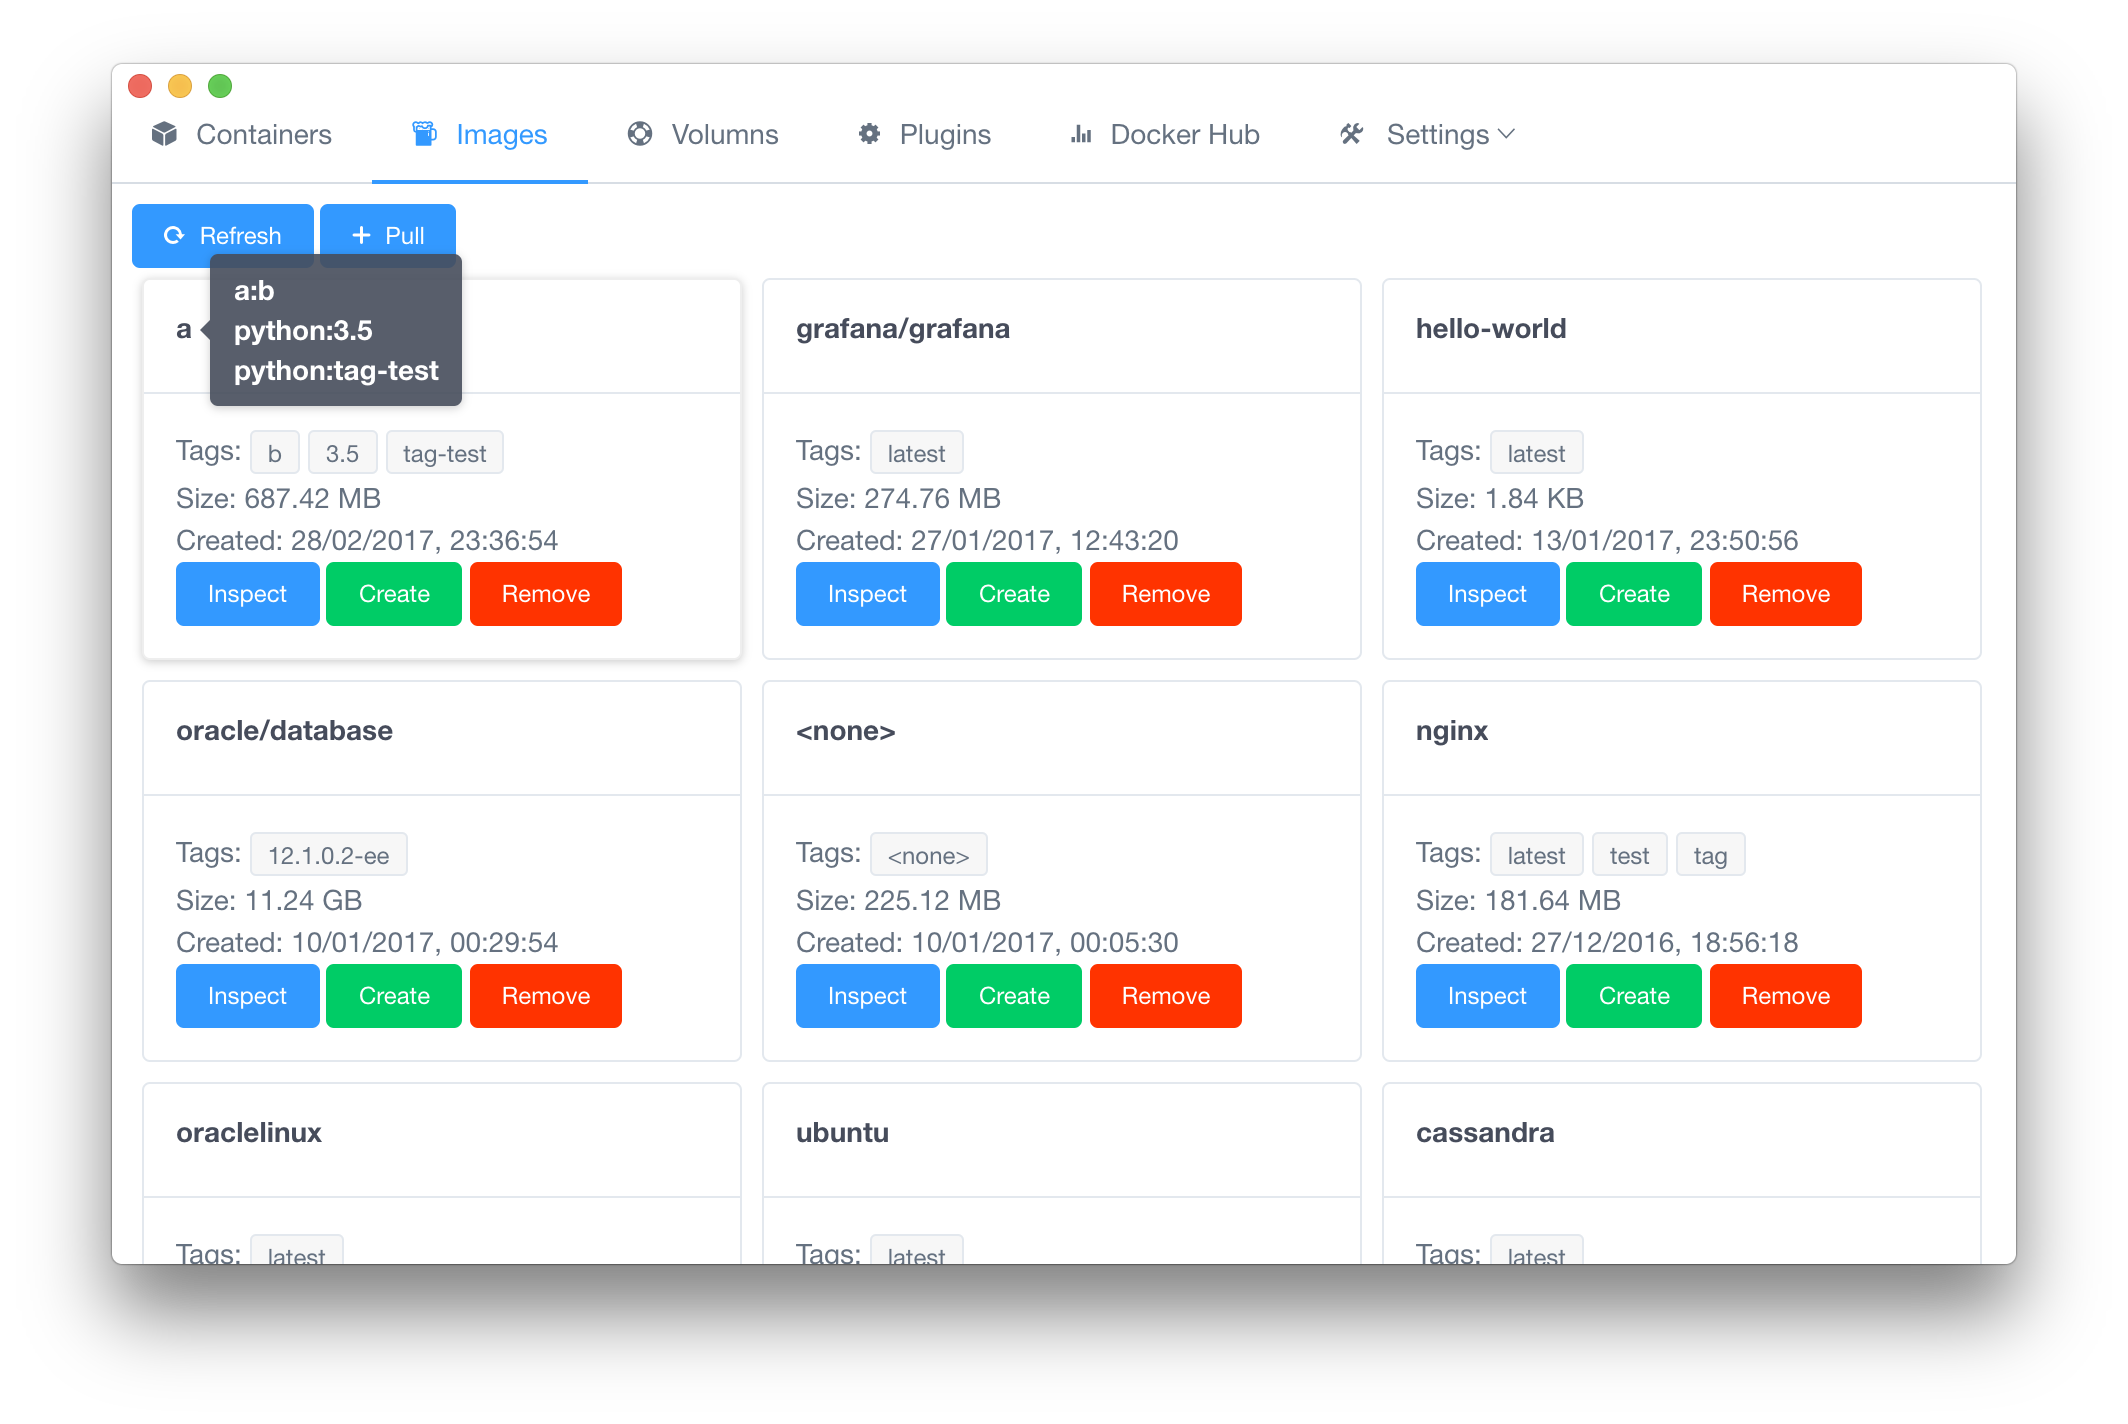 Containers Images Volumns Plugins Docker Hub Settings
Refresh Pull
a:b
python:3.5
python:tag-test
a
Tags: b 3.5 tag-test
Size: 687.42 MB
Created: 28/02/2017, 23:36:54
Inspect Create Remove
grafana/grafana
Tags: latest
Size: 274.76 MB
Created: 27/01/2017, 12:43:20
Inspect Create Remove
hello-world
Tags: latest
Size: 1.84 KB
Created: 13/01/2017, 23:50:56
Inspect Create Remove
oracle/database
Tags: 12.1.0.2-ee
Size: 11.24 GB
Created: 10/01/2017, 00:29:54
Inspect Create Remove
<none>
Tags: <none>
Size: 225.12 MB
Created: 10/01/2017, 00:05:30
Inspect Create Remove
nginx
Tags: latest test tag
Size: 181.64 MB
Created: 27/12/2016, 18:56:18
Inspect Create Remove
oraclelinux
Tags: latest
ubuntu
Tags: latest
cassandra
Tags: latest